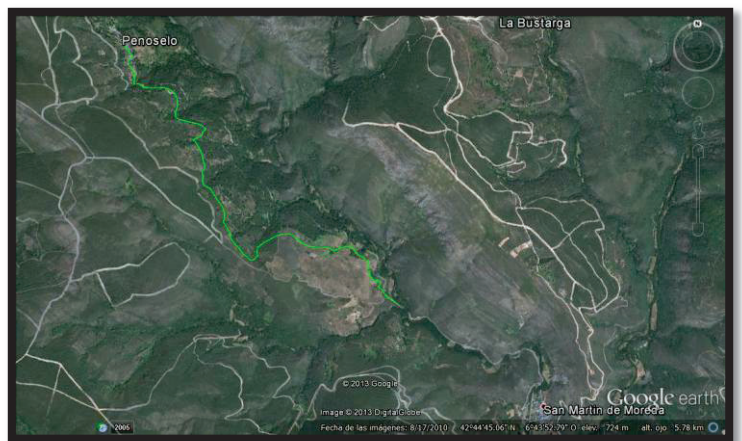 La Bustarga
N
Penoselo
© 2013 Google
Google earth
San Martín de Moreda
Image © 2013 DigitalGlobe
2006
Fecha de las imágenes: 8/17/2010 42°44'45.06" N 6°43'52.79" O elev. 724 m alt. ojo 5.78 km